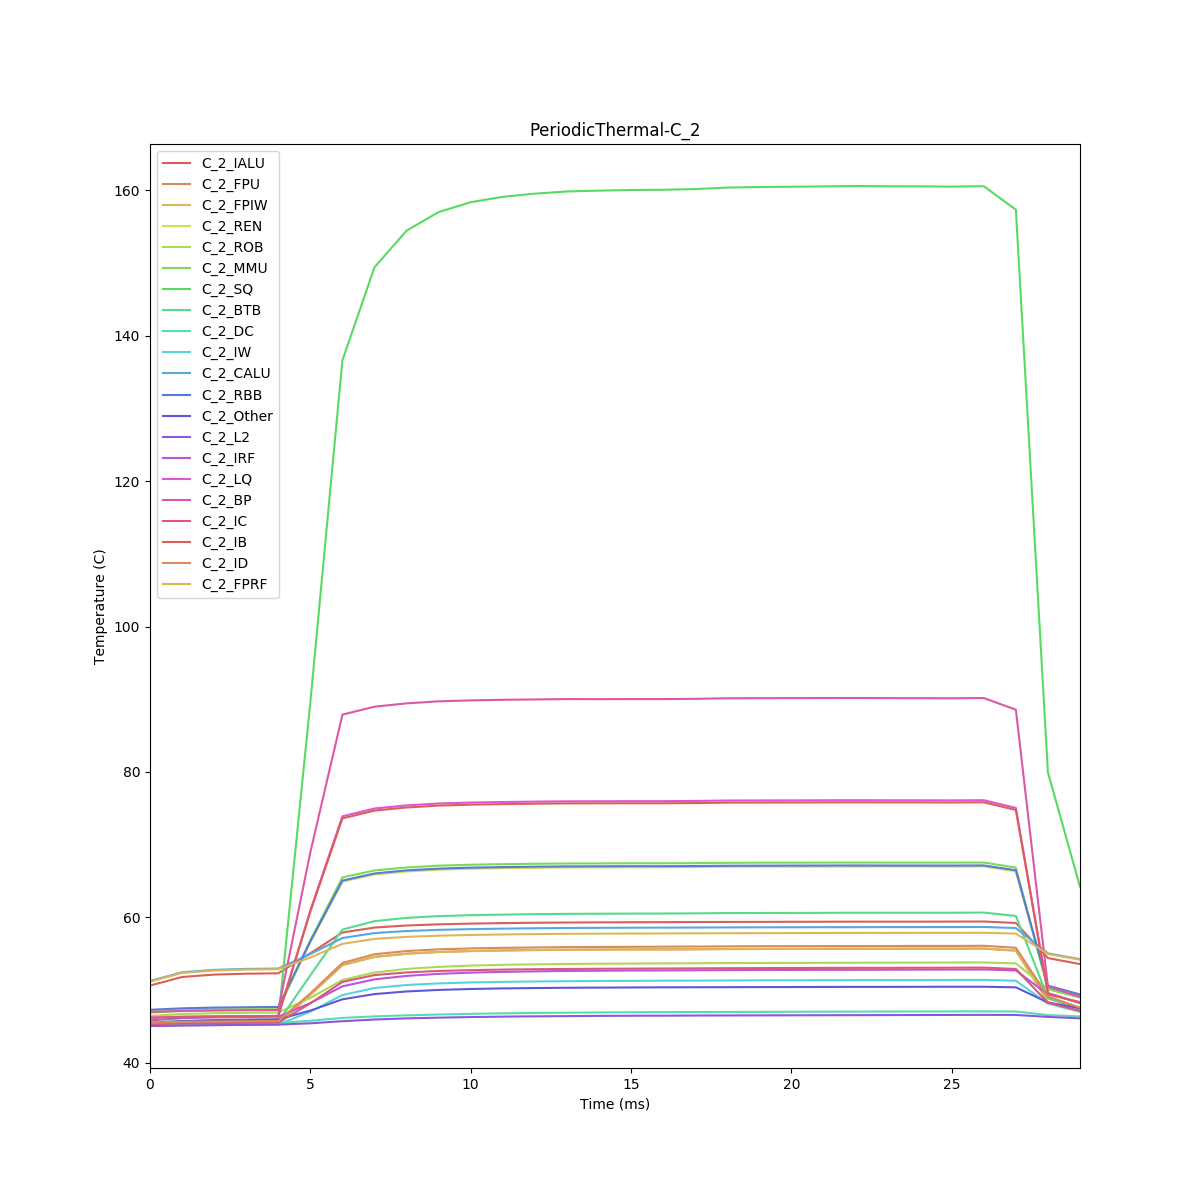 PeriodicThermal-C_2
C_2_IALU
C_2_FPU
C_2_FPIW
C_2_REN
C_2_ROB
C_2_MMU
C_2_SQ
C_2_BTB
C_2_DC
C_2_IW
C_2_CALU
C_2_RBB
C_2_Other
C_2_L2
C_2_IRF
C_2_LQ
C_2_BP
C_2_IC
C_2_IB
C_2_ID
C_2_FPRF
160
140
120
100
80
60
40
Temperature (C)
0 5 10 15 20 25
Time (ms)